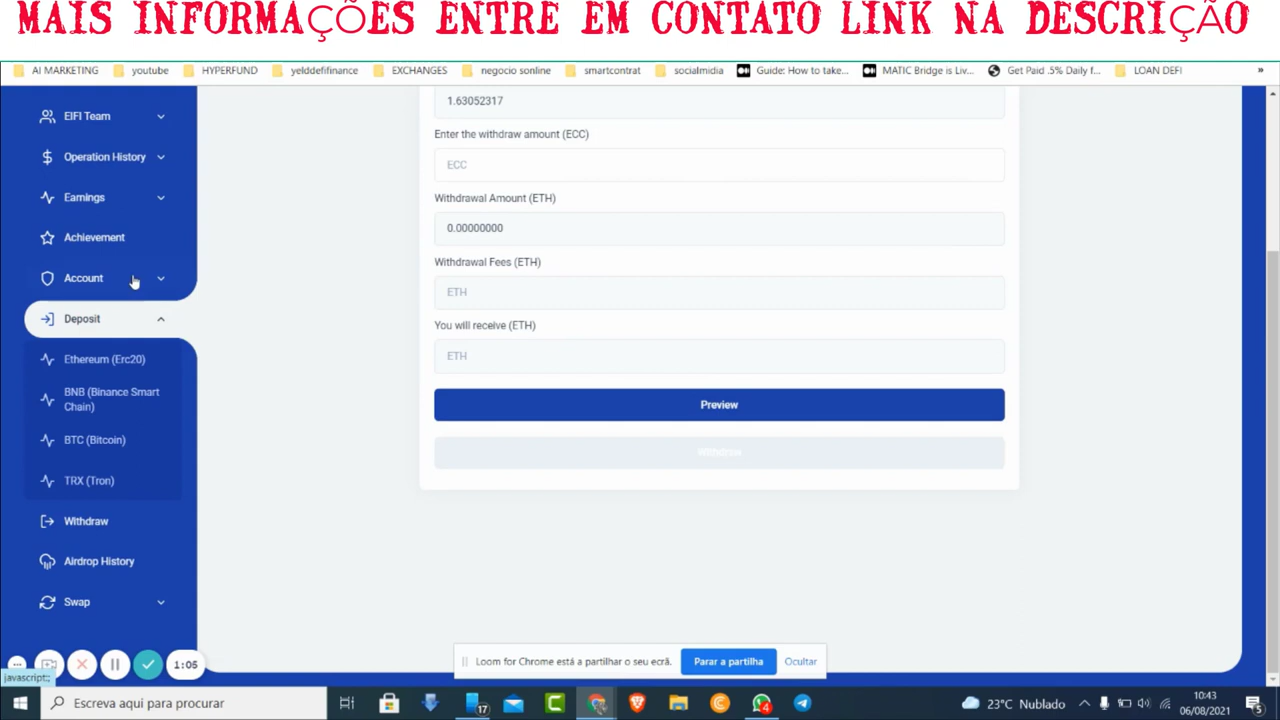 MAIS INFORMAÇÕES ENTRE EM CONTATO LINK NA DESCRIÇÃO
AI MARKETING youtube HYPERFUND yelddefifinance EXCHANGES negocio sonline smartcontrat socialmidia Guide: How to take... MATIC Bridge is Liv... Get Paid .5% Daily f... LOAN DEFI »
EIFI Team
Operation History
Earnings
Achievement
Account
Deposit
Ethereum (Erc20)
BNB (Binance Smart
Chain)
BTC (Bitcoin)
TRX (Tron)
Withdraw
Airdrop History
Swap
1.63052317
Enter the withdraw amount (ECC)
ECC
Withdrawal Amount (ETH)
0.00000000
Withdrawal Fees (ETH)
ETH
You will receive (ETH)
ETH
Preview
Withdraw
1:05
javascript:;
Loom for Chrome está a partilhar o seu ecrã. Parar a partilha Ocultar
Escreva aqui para procurar
17
4
23°C Nublado
10:43
06/08/2021
5